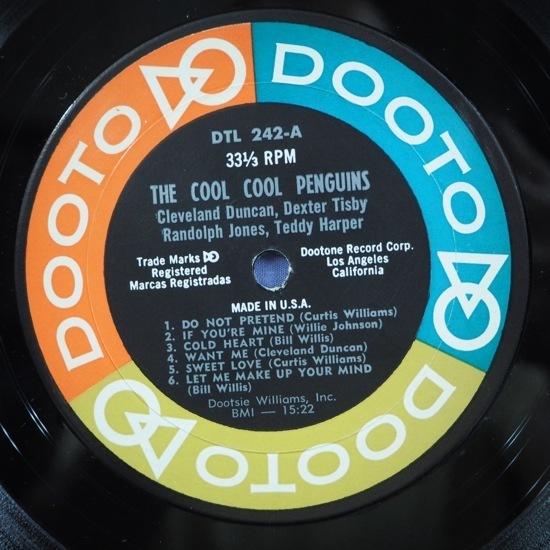 DOOTO
DOOTO
DOOTO
DTL 242-A
33⅓ RPM
THE COOL COOL PENGUINS
Cleveland Duncan, Dexter Tisby
Randolph Jones, Teddy Harper
Trade Marks DO
Registered
Marcas Registradas
Dootone Record Corp.
Los Angeles
California
MADE IN U.S.A.
1. DO NOT PRETEND (Curtis Williams)
2. IF YOU'RE MINE (Willie Johnson)
3. COLD HEART (Bill Willis)
4. WANT ME (Cleveland Duncan)
5. SWEET LOVE (Curtis Williams)
6. LET ME MAKE UP YOUR MIND
(Bill Willis)
Dootsie Williams, Inc.
BMI — 15:22